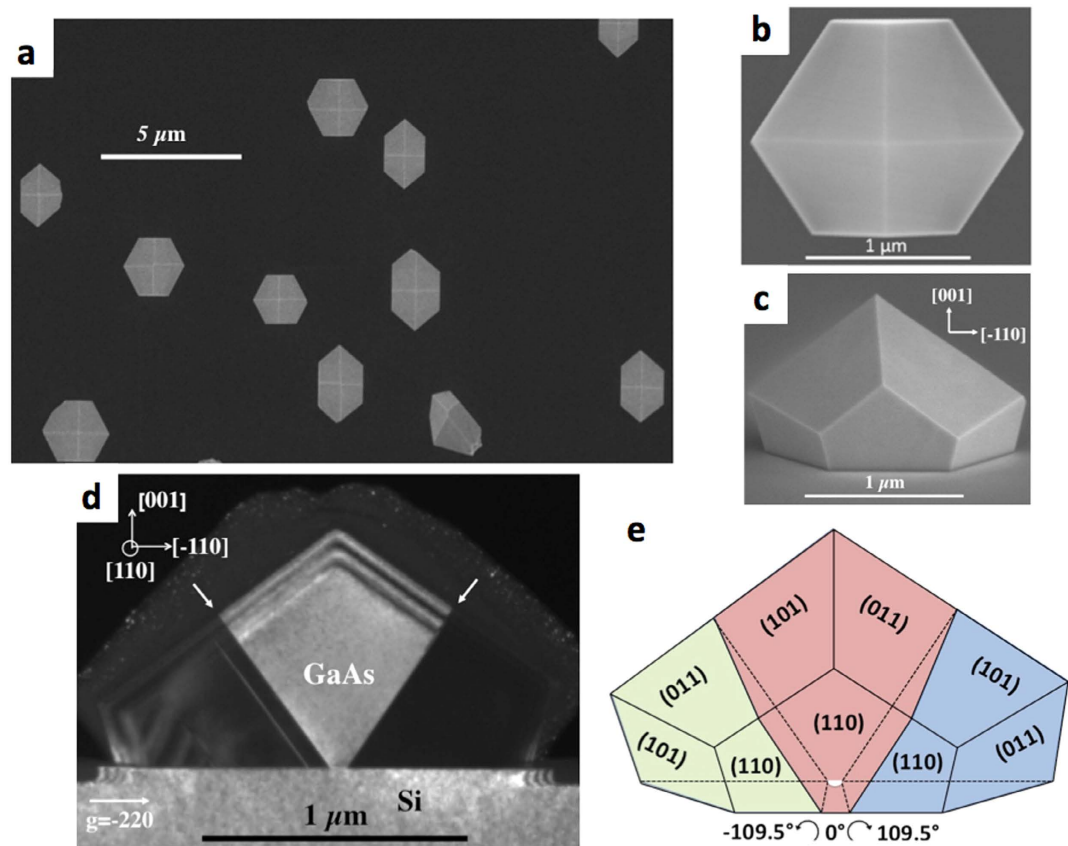 a
5 µm
b
1 µm
c
[001]
[-110]
1 µm
d
[001]
[-110]
[110]
GaAs
g=-220
Si
1 µm
e
(101)
(011)
(011)
(101)
(110)
(101)
(110)
(110)
(011)
-109.5° 0° 109.5°